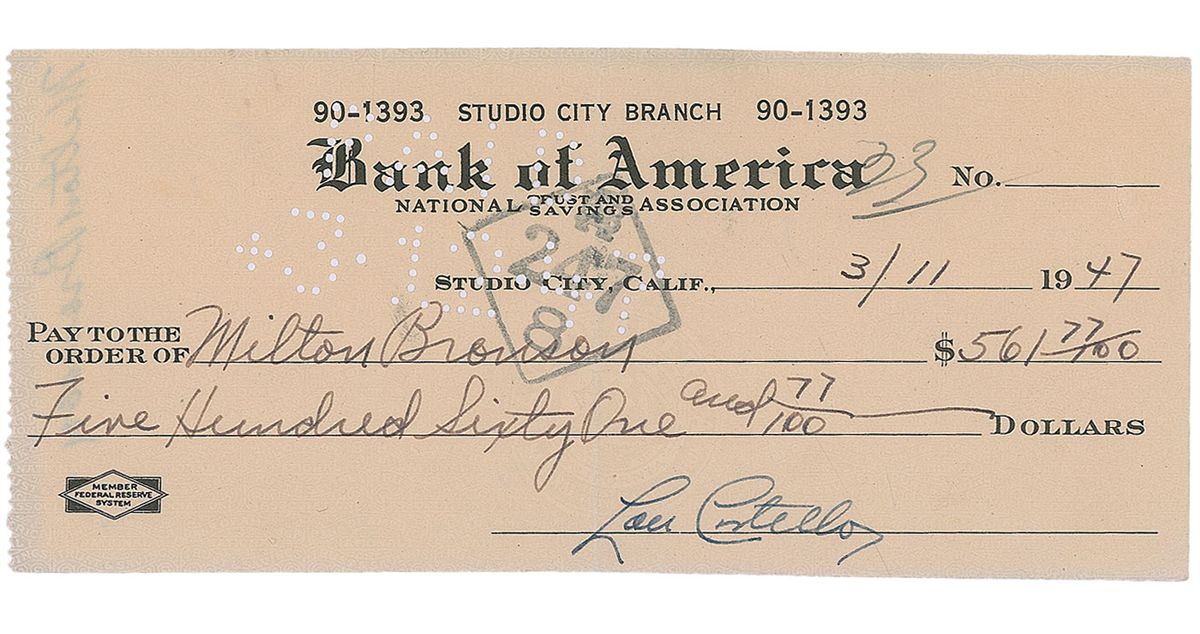 90-1393 STUDIO CITY BRANCH 90-1393
Bank of America
33 No.
NATIONAL TRUST AND SAVINGS ASSOCIATION
STUDIO CITY, CALIF., 3/11 1947
PAY TO THE ORDER OF Milton Bronson $561 77/100
Five Hundred Sixty One and 77/100 DOLLARS
MEMBER
FEDERAL RESERVE
SYSTEM
Lou Costello